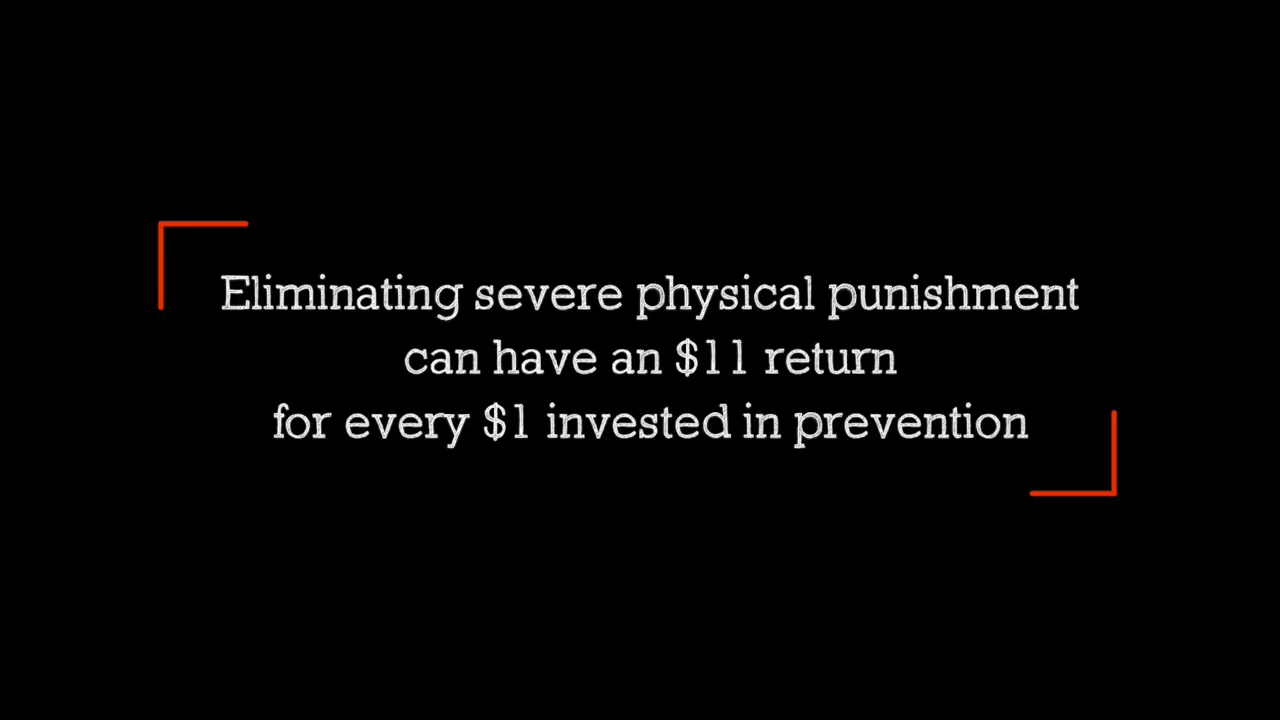 Eliminating severe physical punishment
can have an $11 return
for every $1 invested in prevention